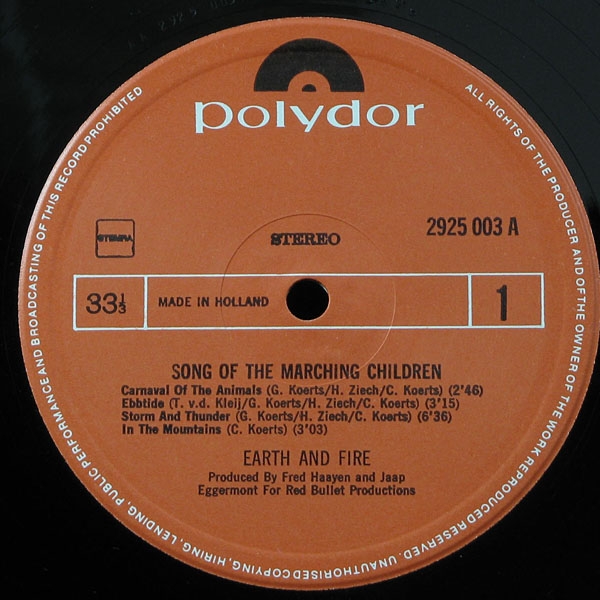 polydor
STEMRA
STEREO
2925 003 A
33⅓
MADE IN HOLLAND
1
SONG OF THE MARCHING CHILDREN
Carnaval Of The Animals (G. Koerts/H. Ziech/C. Koerts) (2'46)
Ebbtide (T. v.d. Kleij/G. Koerts/H. Ziech/C. Koerts) (3'15)
Storm And Thunder (G. Koerts/H. Ziech/C. Koerts) (6'36)
In The Mountains (C. Koerts) (3'03)
EARTH AND FIRE
Produced By Fred Haayen and Jaap
Eggermont For Red Bullet Productions
ALL RIGHTS OF THE PRODUCER AND OF THE OWNER OF THE WORK REPRODUCED RESERVED. UNAUTHORISED COPYING, HIRING, LENDING, PUBLIC PERFORMANCE AND BROADCASTING OF THIS RECORD PROHIBITED